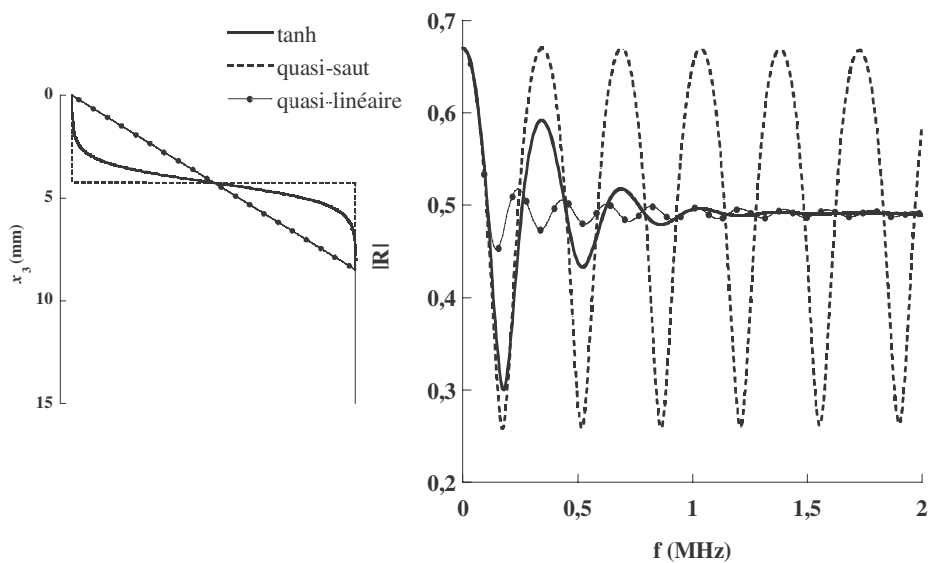 tanh
quasi-saut
quasi-linéaire
0
5
10
15
x₃ (mm)
|R|
0,7
0,6
0,5
0,4
0,3
0,2
0
0,5
1
1,5
2
f (MHz)